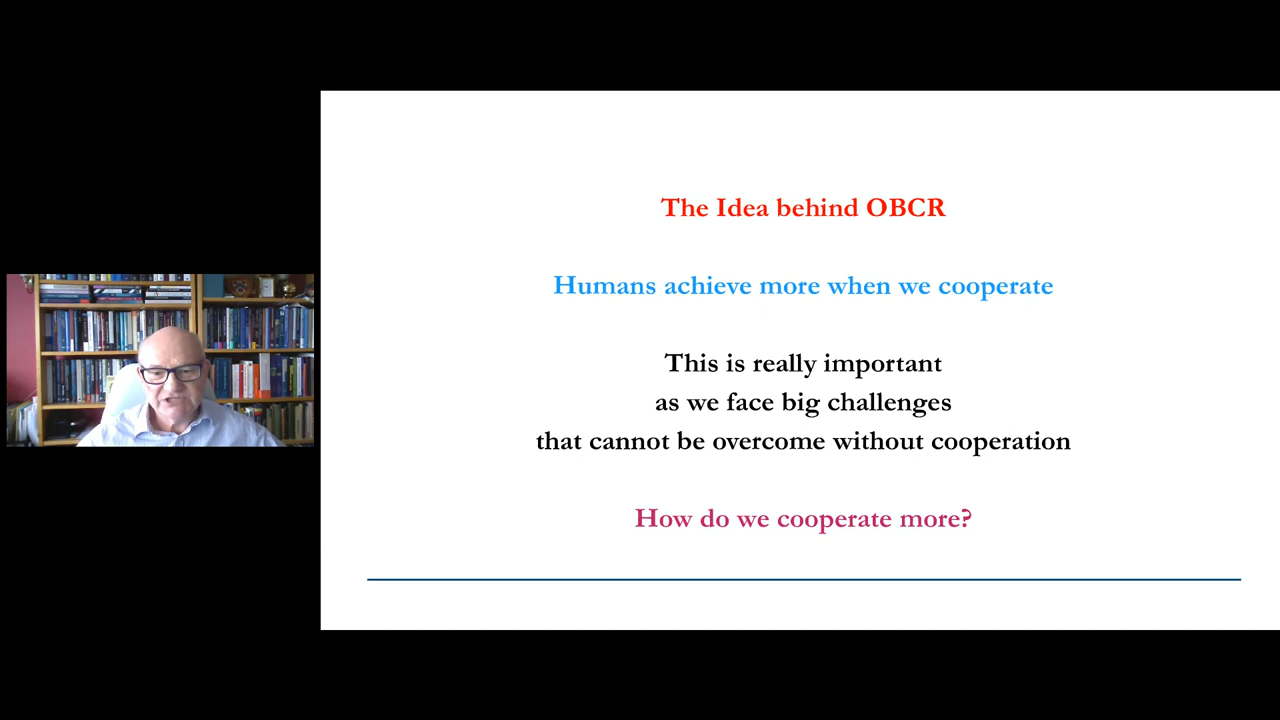 The Idea behind OBCR
Humans achieve more when we cooperate
This is really important
as we face big challenges
that cannot be overcome without cooperation
How do we cooperate more?